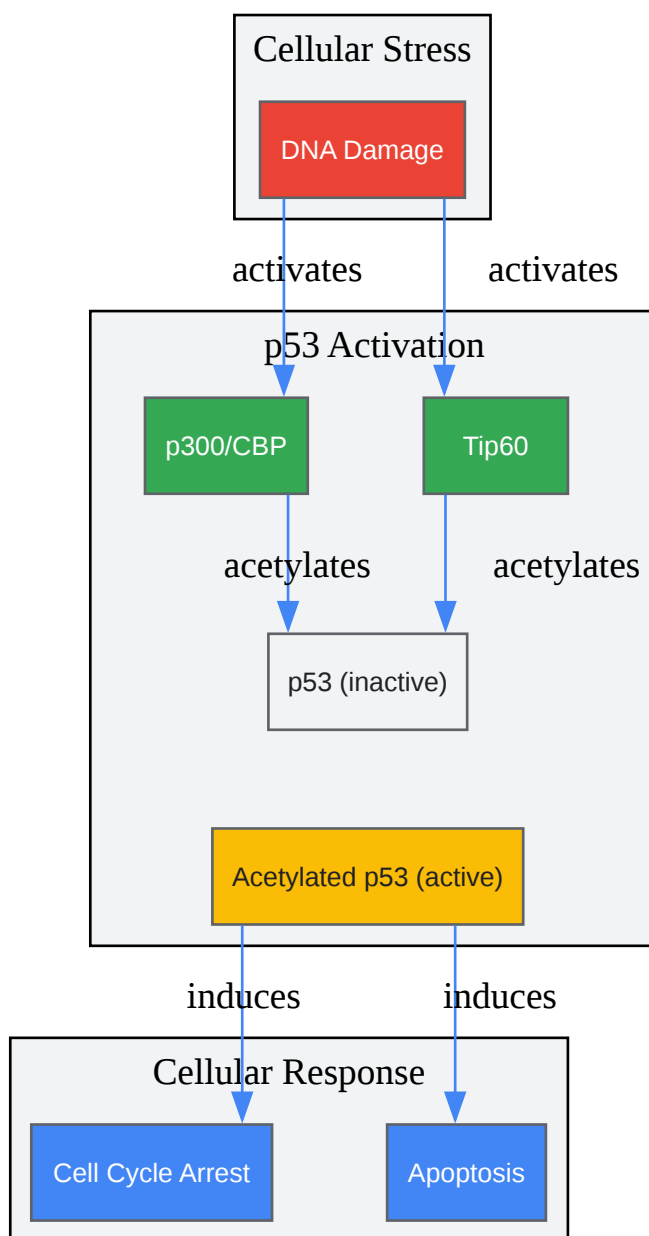 Cellular Stress
DNA Damage
activates
activates
p53 Activation
p300/CBP
Tip60
acetylates
acetylates
p53 (inactive)
Acetylated p53 (active)
induces
induces
Cellular Response
Cell Cycle Arrest
Apoptosis